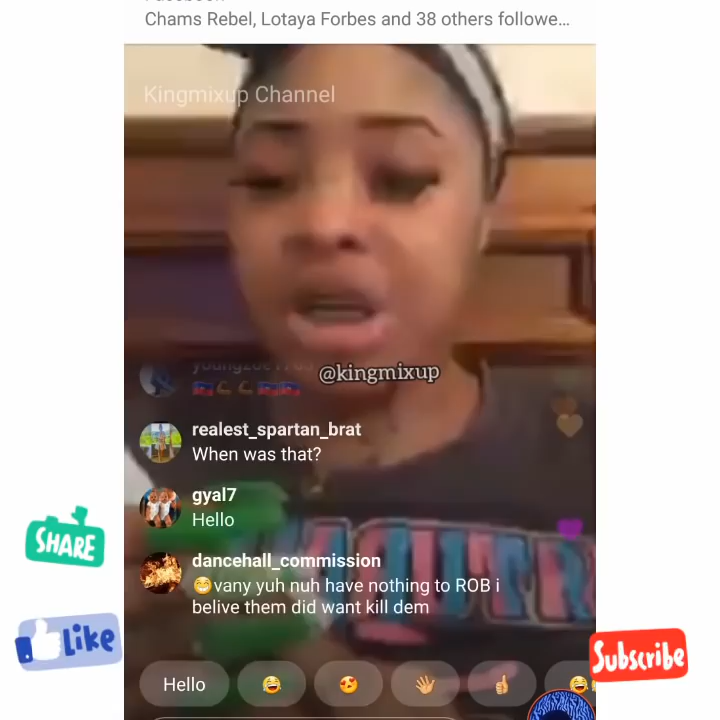 Chams Rebel, Lotaya Forbes and 38 others followe...
Kingmixup Channel
@kingmixup
realest_spartan_brat
When was that?
gyal7
Hello
dancehall_commission
😁vany yuh nuh have nothing to ROB i
belive them did want kill dem
SHARE
Like
Subscribe
Hello